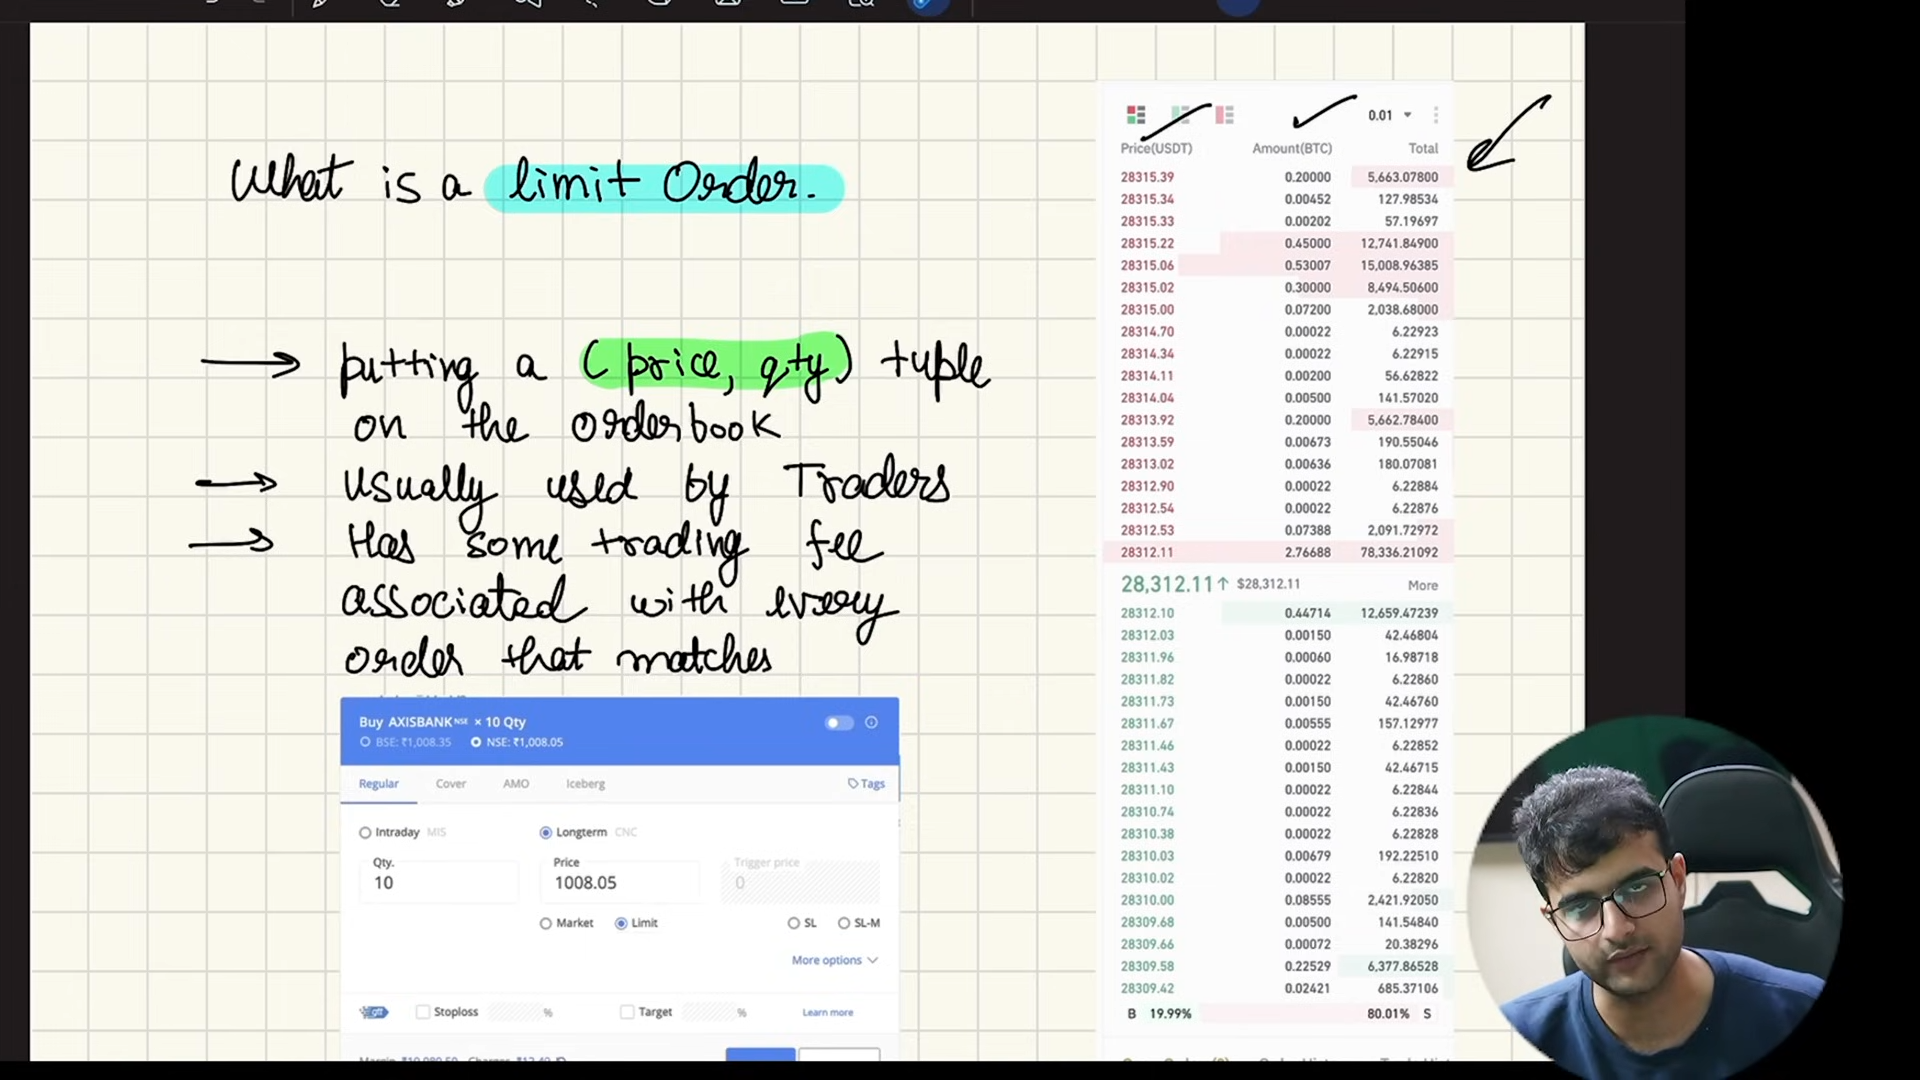 What is a limit Order.
→ putting a (price, qty) tuple
on the orderbook
→ Usually used by Traders
→ Has some trading fee
associated with every
order that matches
Buy AXISBANK NSE × 10 Qty
BSE: ₹1,008.35 NSE: ₹1,008.05
Regular Cover AMO Iceberg Tags
Intraday MIS Longterm CNC
Qty. Price Trigger price
10 1008.05 0
Market Limit SL SL-M
More options
Stoploss % Target % Learn more
0.01
Price(USDT) Amount(BTC) Total
28315.39 0.20000 5,663.07800
28315.34 0.00452 127.98534
28315.33 0.00202 57.19697
28315.22 0.45000 12,741.84900
28315.06 0.53007 15,008.96385
28315.02 0.30000 8,494.50600
28315.00 0.07200 2,038.68000
28314.70 0.00022 6.22923
28314.34 0.00022 6.22915
28314.11 0.00200 56.62822
28314.04 0.00500 141.57020
28313.92 0.20000 5,662.78400
28313.59 0.00673 190.55046
28313.02 0.00636 180.07081
28312.90 0.00022 6.22884
28312.54 0.00022 6.22876
28312.53 0.07388 2,091.72972
28312.11 2.76688 78,336.21092
28,312.11↑ $28,312.11 More
28312.10 0.44714 12,659.47239
28312.03 0.00150 42.46804
28311.96 0.00060 16.98718
28311.82 0.00022 6.22860
28311.73 0.00150 42.46760
28311.67 0.00555 157.12977
28311.46 0.00022 6.22852
28311.43 0.00150 42.46715
28311.10 0.00022 6.22844
28310.74 0.00022 6.22836
28310.38 0.00022 6.22828
28310.03 0.00679 192.22510
28310.02 0.00022 6.22820
28310.00 0.08555 2,421.92050
28309.68 0.00500 141.54840
28309.66 0.00072 20.38296
28309.58 0.22529 6,377.86528
28309.42 0.02421 685.37106
B 19.99% 80.01% S